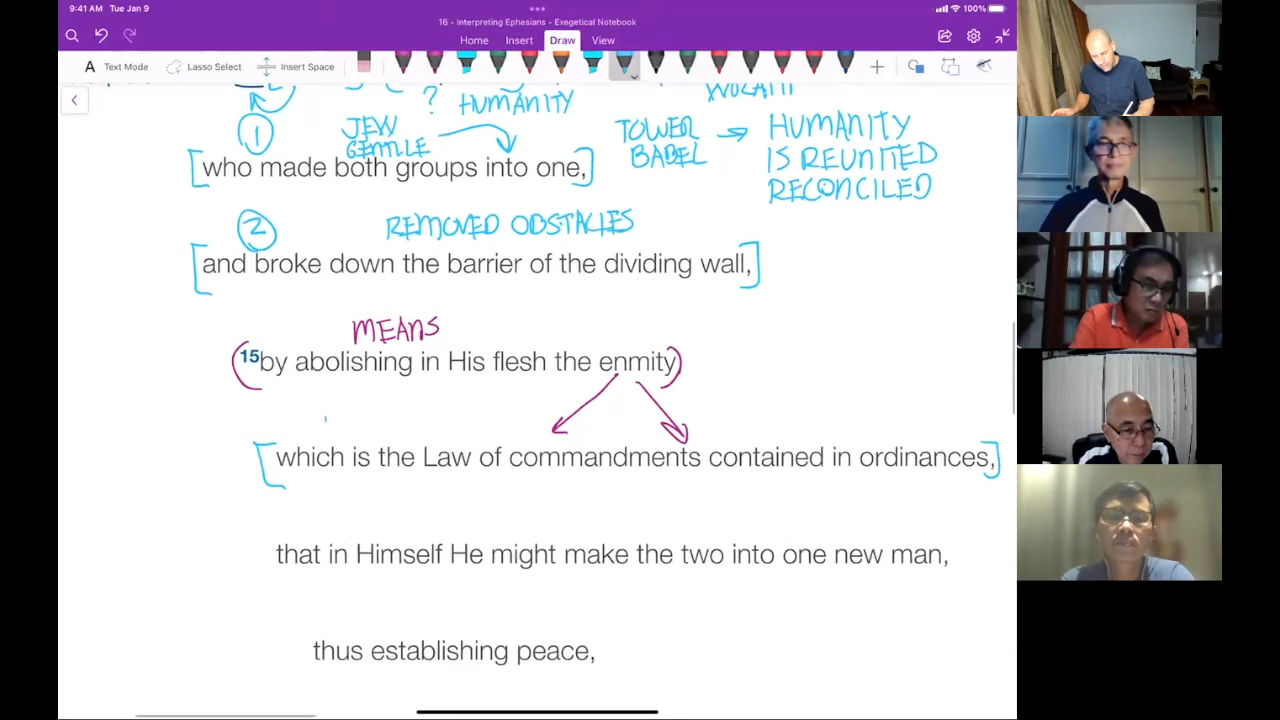 9:41 AM Tue Jan 9
100%
16 - Interpreting Ephesians - Exegetical Notebook
Home Insert Draw View
A Text Mode Lasso Select Insert Space
? HUMANITY
1 JEW TOWER → HUMANITY
GENTILE BABEL IS REUNITED
who made both groups into one, RECONCILED
2 REMOVED OBSTACLES
and broke down the barrier of the dividing wall,
MEANS
15by abolishing in His flesh the enmity
which is the Law of commandments contained in ordinances,
that in Himself He might make the two into one new man,
thus establishing peace,